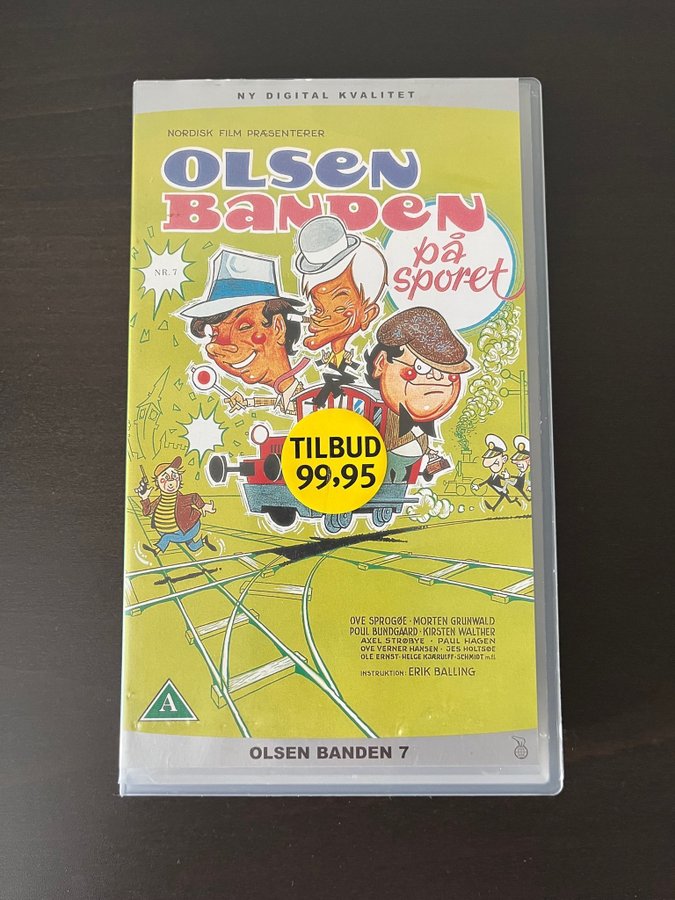 NY DIGITAL KVALITET
NORDISK FILM PRÆSENTERER
OLSEN
BANDEN
på
sporet
NR. 7
TILBUD
99,95
OVE SPROGØE · MORTEN GRUNWALD
POUL BUNDGAARD · KIRSTEN WALTHER
AXEL STRØBYE · PAUL HAGEN
OVE VERNER HANSEN · JES HOLTSØE
OLE ERNST · HELGE KJÆRULFF-SCHMIDT m.fl.
INSTRUKTION: ERIK BALLING
A
OLSEN BANDEN 7